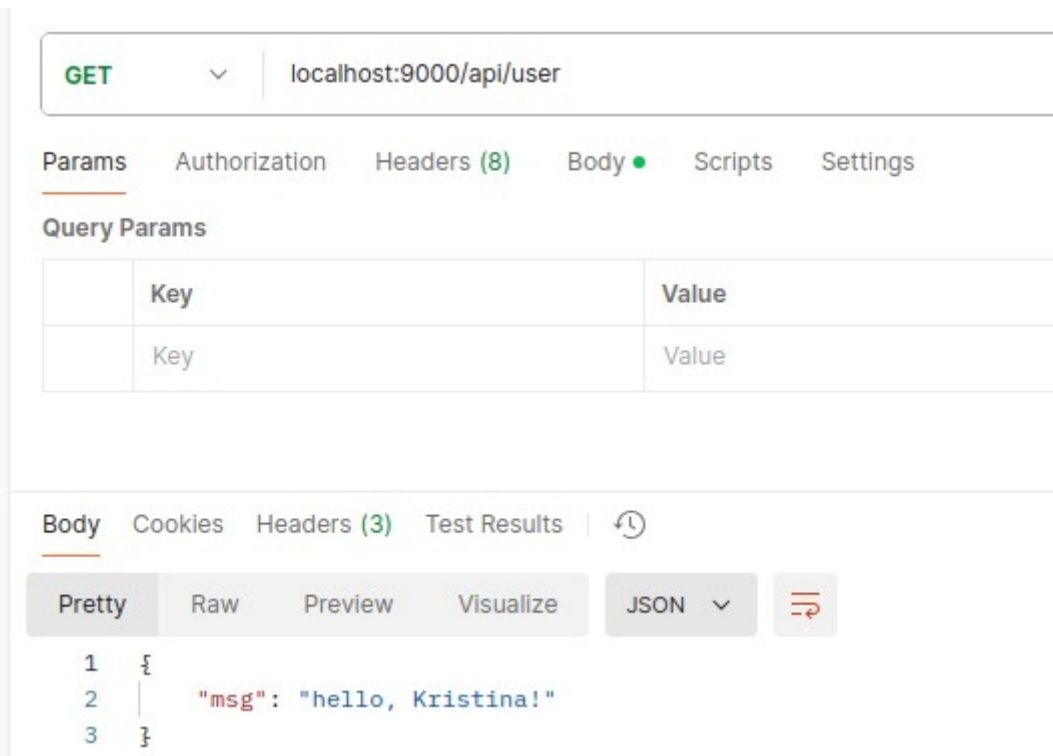 GET localhost:9000/api/user
Params Authorization Headers (8) Body Scripts Settings
Query Params
Key Value
Key Value
Body Cookies Headers (3) Test Results
Pretty Raw Preview Visualize JSON
1 {
2 "msg": "hello, Kristina!"
3 }